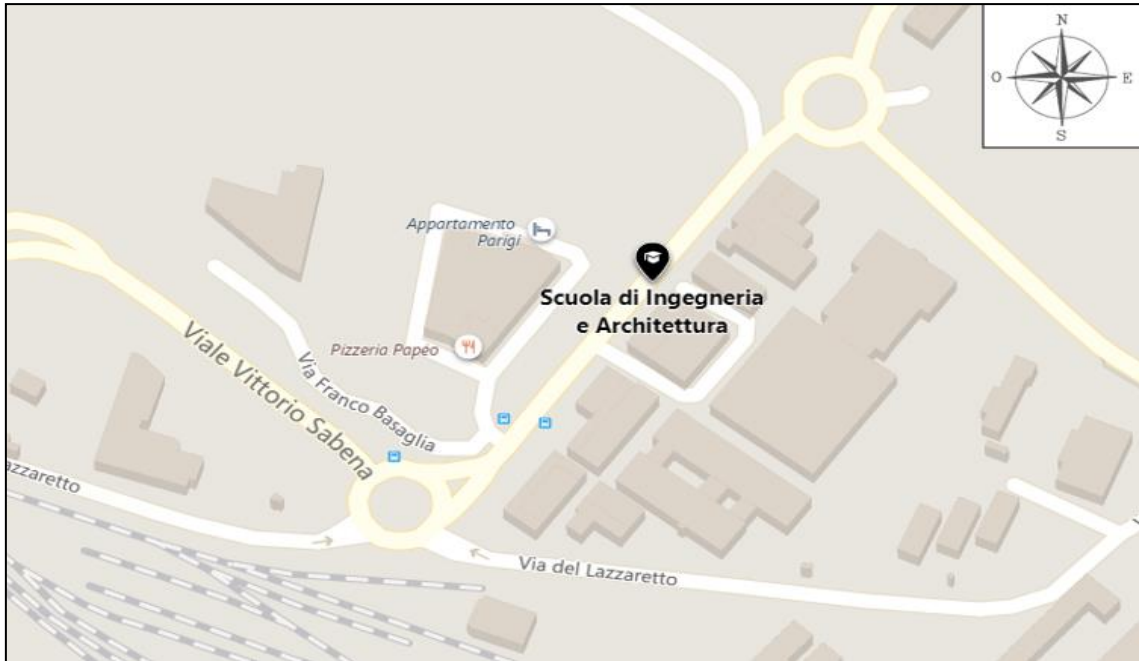 N
O
E
S
Appartamento
Parigi
Scuola di Ingegneria
e Architettura
Pizzeria Papeo
Viale Vittorio Sabena
Via Franco Basaglia
azzaretto
Via del Lazzaretto